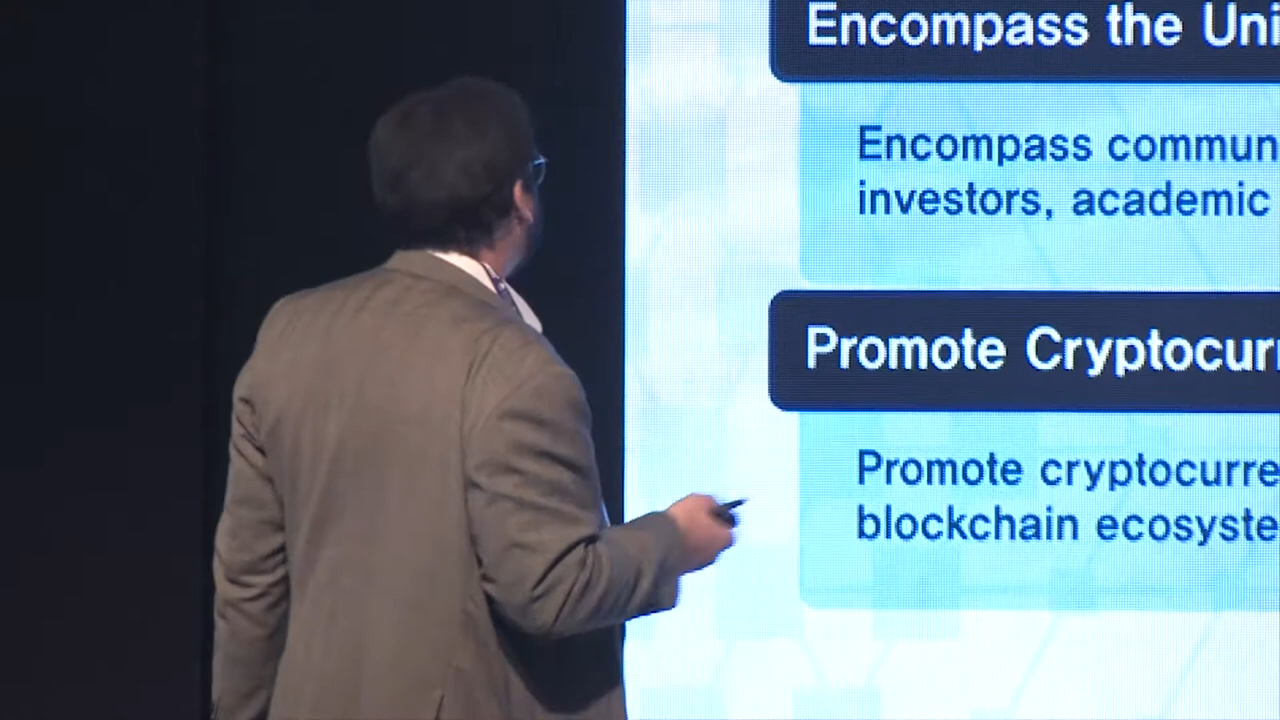 Encompass the Uni
Encompass commun
investors, academic
Promote Cryptocurr
Promote cryptocurre
blockchain ecosyste